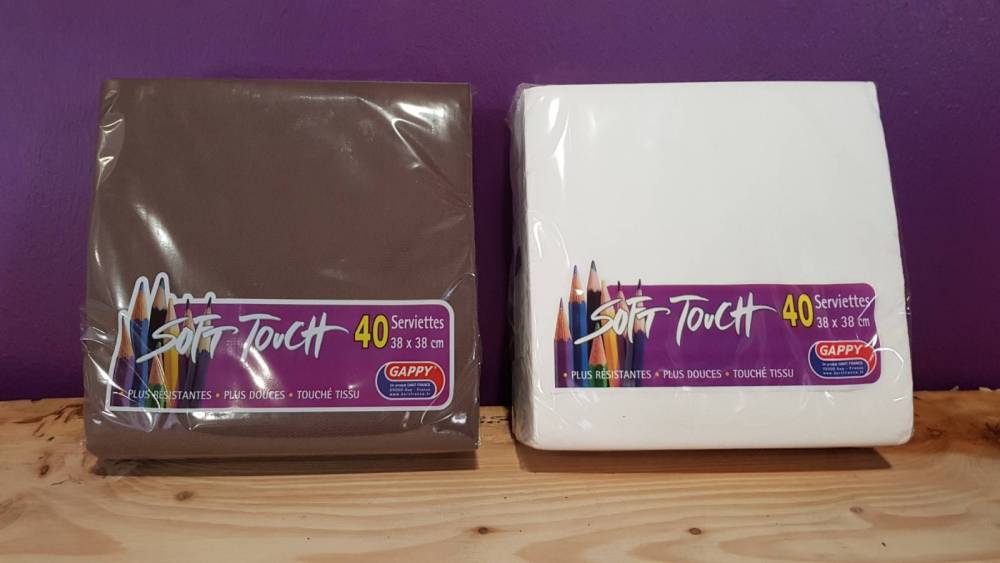 SOFT TOUCH
40 Serviettes
38 x 38 cm
GAPPY
• PLUS RÉSISTANTES • PLUS DOUCES • TOUCHÉ TISSU
SOFT TOUCH
40 Serviettes
38 x 38 cm
GAPPY
• PLUS RÉSISTANTES • PLUS DOUCES • TOUCHÉ TISSU